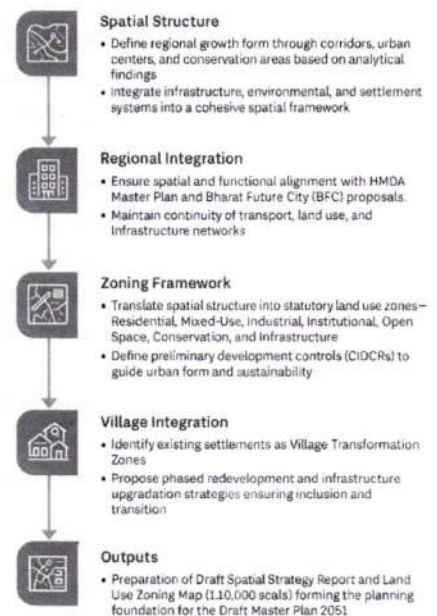 Spatial Structure
• Define regional growth form through corridors, urban
centers, and conservation areas based on analytical
findings
• Integrate infrastructure, environmental, and settlement
systems into a cohesive spatial framework
Regional Integration
• Ensure spatial and functional alignment with HMDA
Master Plan and Bharat Future City (BFC) proposals.
• Maintain continuity of transport, land use, and
Infrastructure networks
Zoning Framework
• Translate spatial structure into statutory land use zones—
Residential, Mixed-Use, Industrial, Institutional, Open
Space, Conservation, and Infrastructure
• Define preliminary development controls (CIDCRs) to
guide urban form and sustainability
Village Integration
• Identify existing settlements as Village Transformation
Zones
• Propose phased redevelopment and infrastructure
upgradation strategies ensuring inclusion and
transition
Outputs
• Preparation of Draft Spatial Strategy Report and Land
Use Zoning Map (1.10,000 scals) forming the planning
foundation for the Draft Master Plan 2051